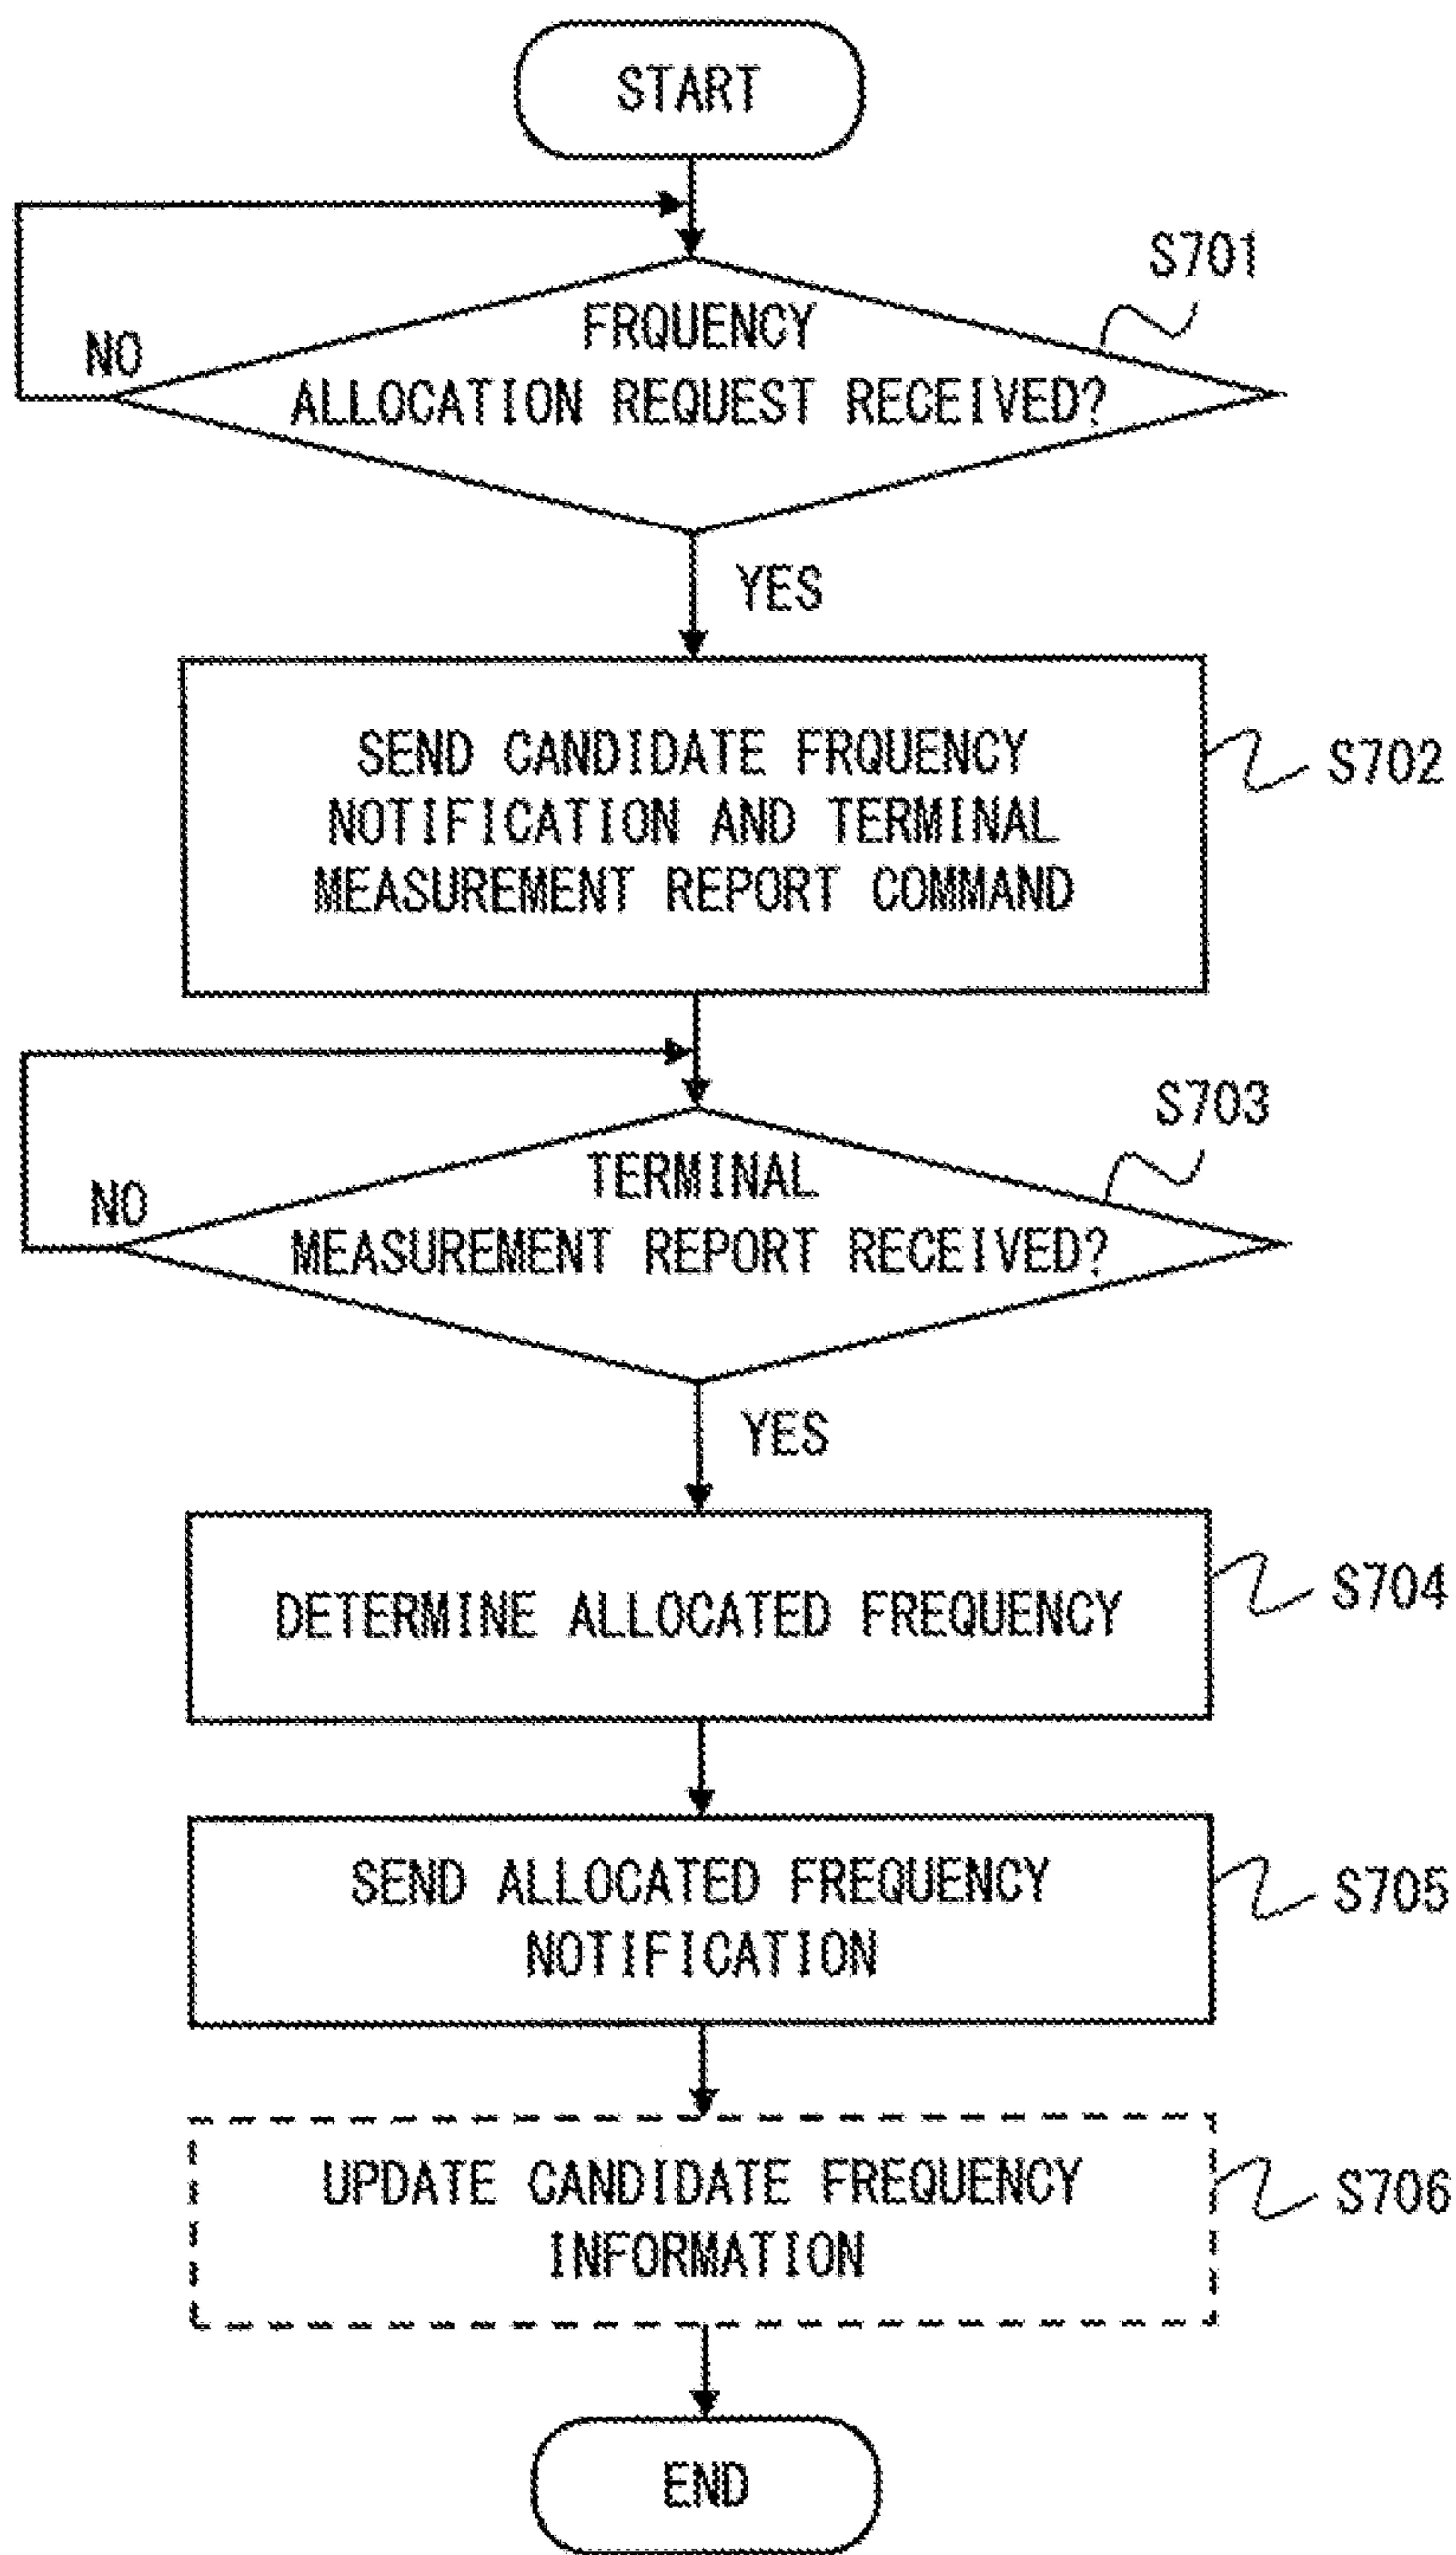 START
S701
FRQUENCY
ALLOCATION REQUEST RECEIVED?
NO
YES
SEND CANDIDATE FRQUENCY
NOTIFICATION AND TERMINAL
MEASUREMENT REPORT COMMAND
S702
S703
TERMINAL
MEASUREMENT REPORT RECEIVED?
NO
YES
DETERMINE ALLOCATED FREQUENCY
S704
SEND ALLOCATED FREQUENCY
NOTIFICATION
S705
UPDATE CANDIDATE FREQUENCY
INFORMATION
S706
END